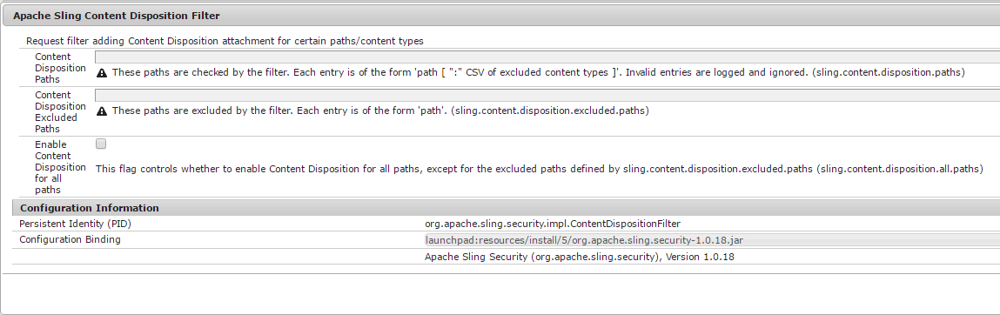 Apache Sling Content Disposition Filter
Request filter adding Content Disposition attachment for certain paths/content types
Content
Disposition
Paths
These paths are checked by the filter. Each entry is of the form 'path [ ":" CSV of excluded content types ]'. Invalid entries are logged and ignored. (sling.content.disposition.paths)
Content
Disposition
Excluded
Paths
These paths are excluded by the filter. Each entry is of the form 'path'. (sling.content.disposition.excluded.paths)
Enable
Content
Disposition
for all
paths
This flag controls whether to enable Content Disposition for all paths, except for the excluded paths defined by sling.content.disposition.excluded.paths (sling.content.disposition.all.paths)
Configuration Information
Persistent Identity (PID) org.apache.sling.security.impl.ContentDispositionFilter
Configuration Binding launchpad:resources/install/5/org.apache.sling.security-1.0.18.jar
Apache Sling Security (org.apache.sling.security), Version 1.0.18